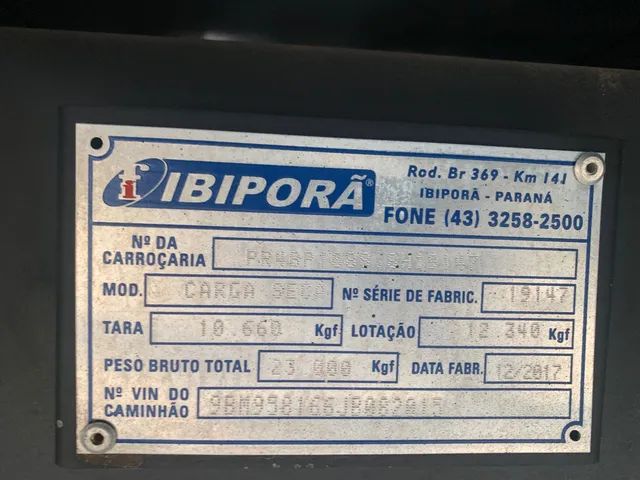 fi IBIPORÃ®
Rod. Br 369 - Km 141
IBIPORÃ - PARANÁ
FONE (43) 3258-2500
Nº DA CARROÇARIA
MOD. CARGA SECA Nº SÉRIE DE FABRIC. 19147
TARA 10.660 Kgf LOTAÇÃO 12 340 Kgf
PESO BRUTO TOTAL 23 000 Kgf DATA FABR. 12/2017
Nº VIN DO CAMINHÃO 9BM958166JB082015